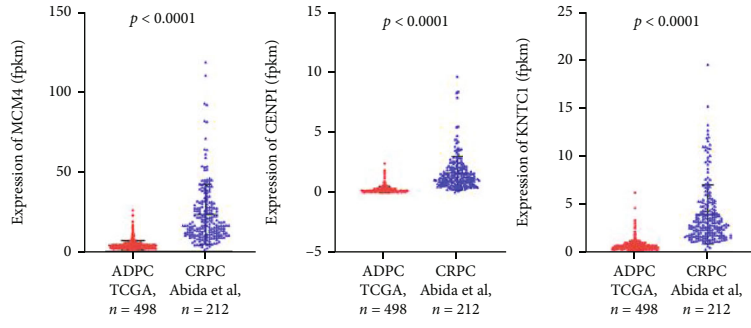 Expression of MCM4 (fpkm)
150
100
50
0
p < 0.0001
ADPC
TCGA,
n = 498
CRPC
Abida et al,
n = 212
Expression of CENPI (fpkm)
15
10
5
0
−5
p < 0.0001
ADPC
TCGA,
n = 498
CRPC
Abida et al,
n = 212
Expression of KNTC1 (fpkm)
25
20
15
10
5
0
p < 0.0001
ADPC
TCGA,
n = 498
CRPC
Abida et al,
n = 212